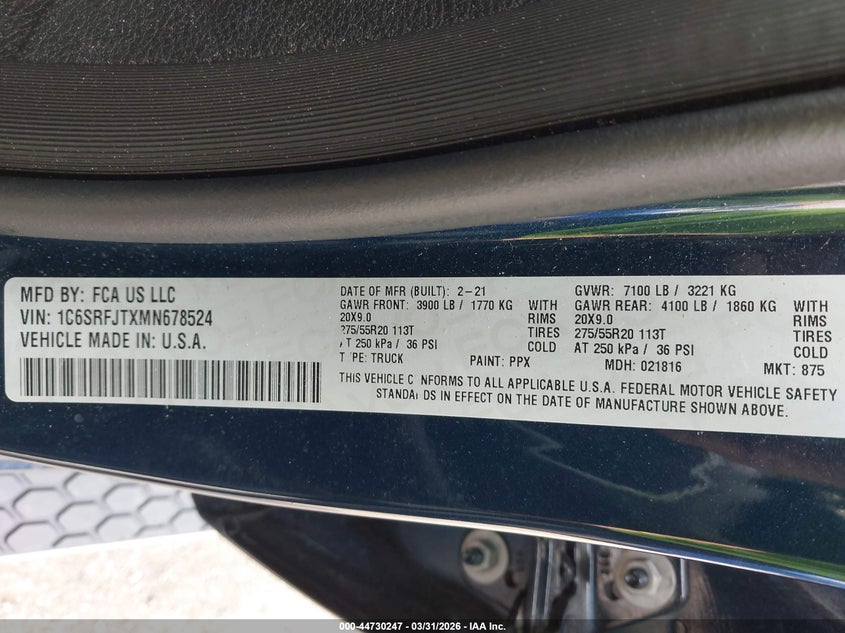 MFD BY: FCA US LLC
VIN: 1C6SRFJTXMN678524
VEHICLE MADE IN: U.S.A.
DATE OF MFR (BUILT): 2-21
GAWR FRONT: 3900 LB / 1770 KG WITH
20X9.0 RIMS
275/55R20 113T TIRES
AT 250 kPa / 36 PSI COLD
T PE: TRUCK PAINT: PPX
GVWR: 7100 LB / 3221 KG
GAWR REAR: 4100 LB / 1860 KG WITH
20X9.0 RIMS
275/55R20 113T TIRES
AT 250 kPa / 36 PSI COLD
MDH: 021816 MKT: 875
THIS VEHICLE C NFORMS TO ALL APPLICABLE U.S.A. FEDERAL MOTOR VEHICLE SAFETY
STANDA DS IN EFFECT ON THE DATE OF MANUFACTURE SHOWN ABOVE.
000-44730247 - 03/31/2026 - IAA Inc.